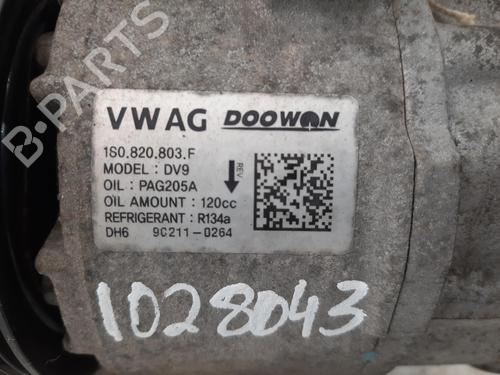 VWAG DOOWON
1S0.820.803.F
MODEL : DV9
OIL : PAG205A
OIL AMOUNT : 120cc
REFRIGERANT : R134a
DH6 9C211-0264
REV
1028043
B-PARTS